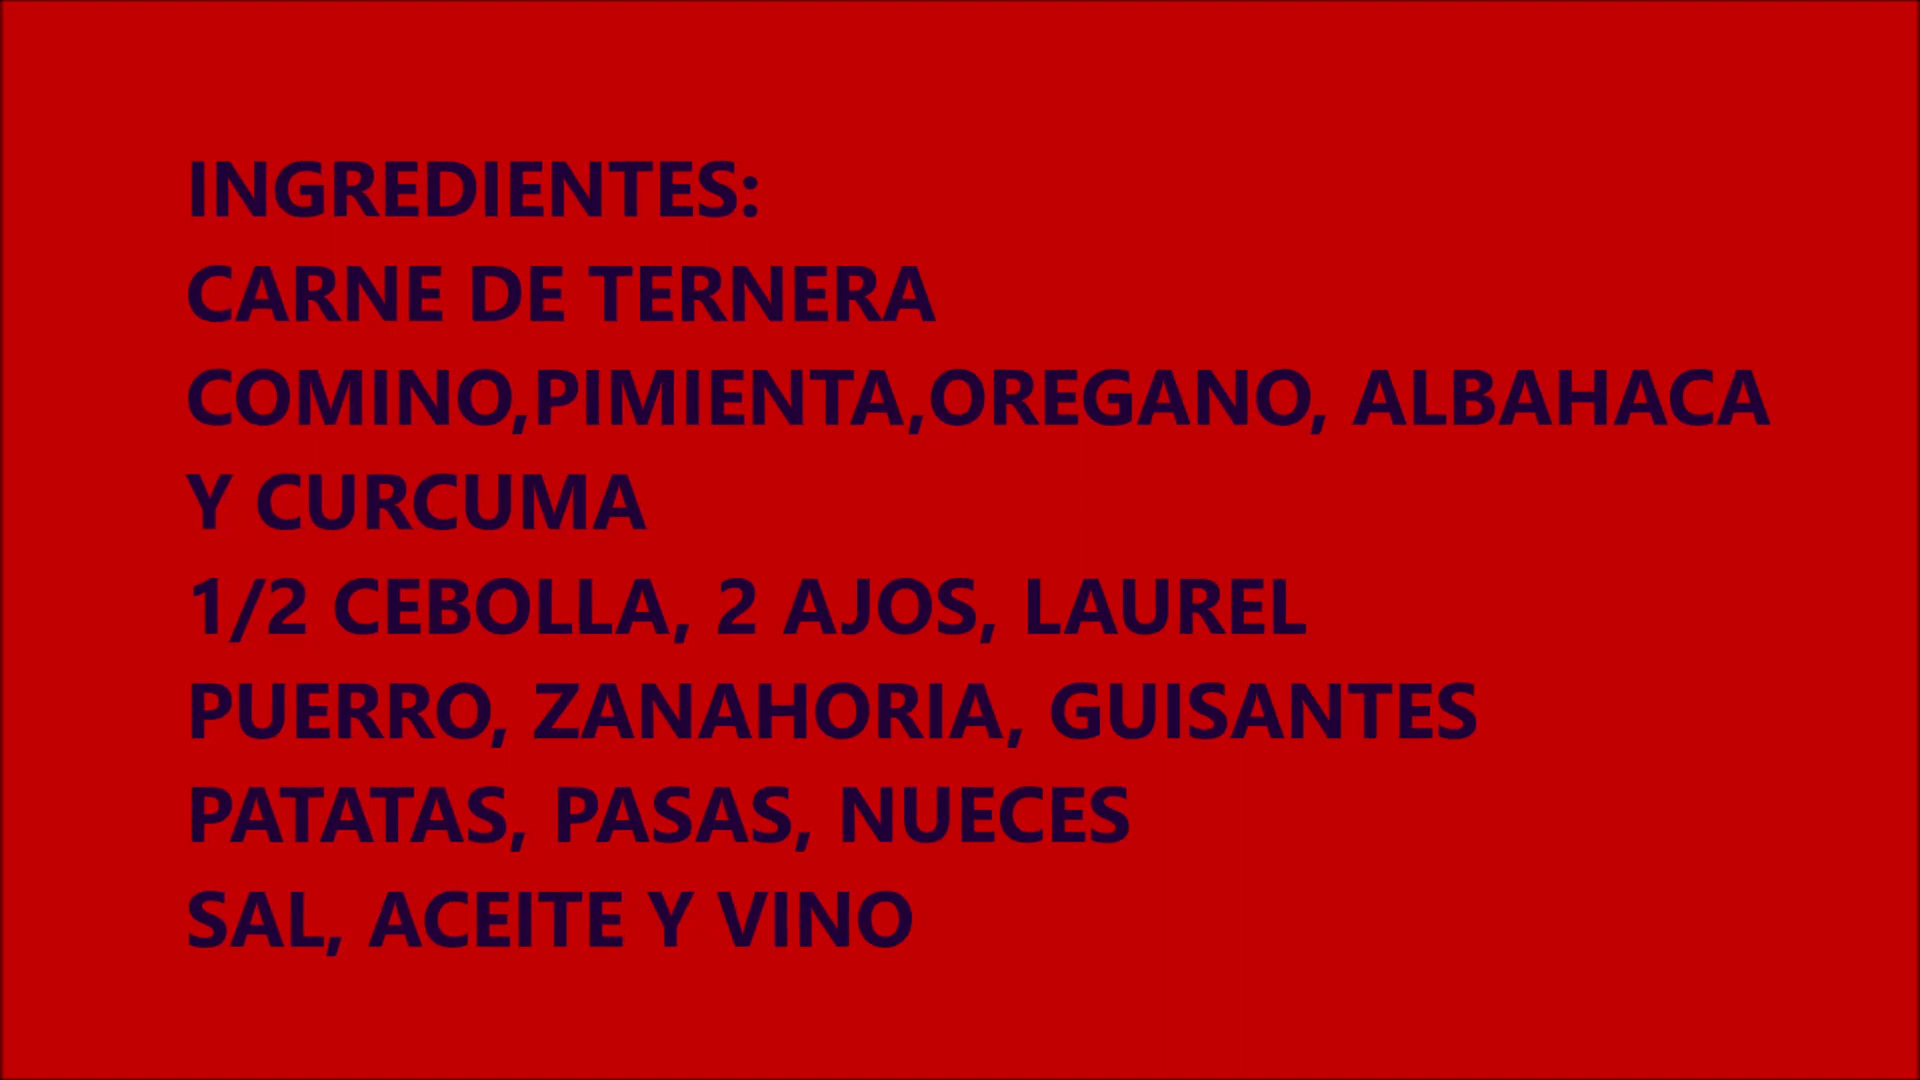 INGREDIENTES:
CARNE DE TERNERA
COMINO,PIMIENTA,OREGANO, ALBAHACA
Y CURCUMA
1/2 CEBOLLA, 2 AJOS, LAUREL
PUERRO, ZANAHORIA, GUISANTES
PATATAS, PASAS, NUECES
SAL, ACEITE Y VINO